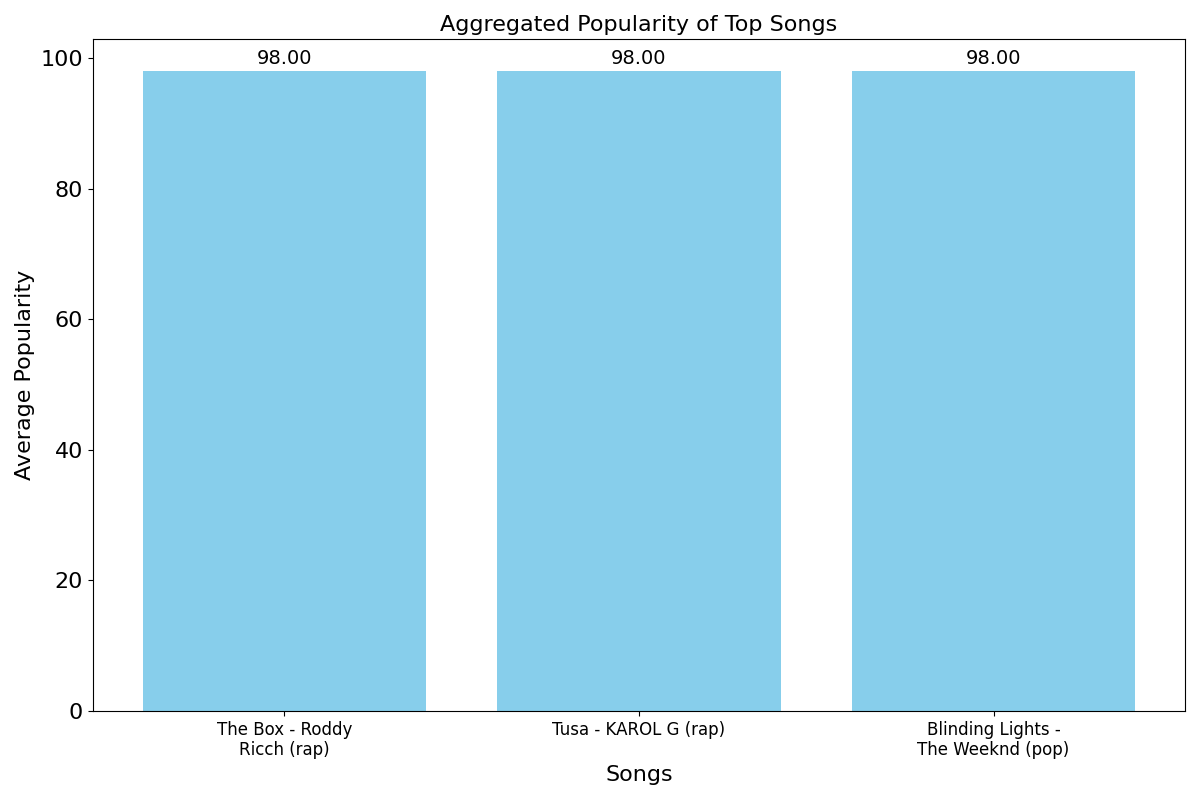 Aggregated Popularity of Top Songs
98.00 98.00 98.00
100
80
60
40
20
0
Average Popularity
The Box - Roddy
Ricch (rap)
Tusa - KAROL G (rap)
Blinding Lights -
The Weeknd (pop)
Songs